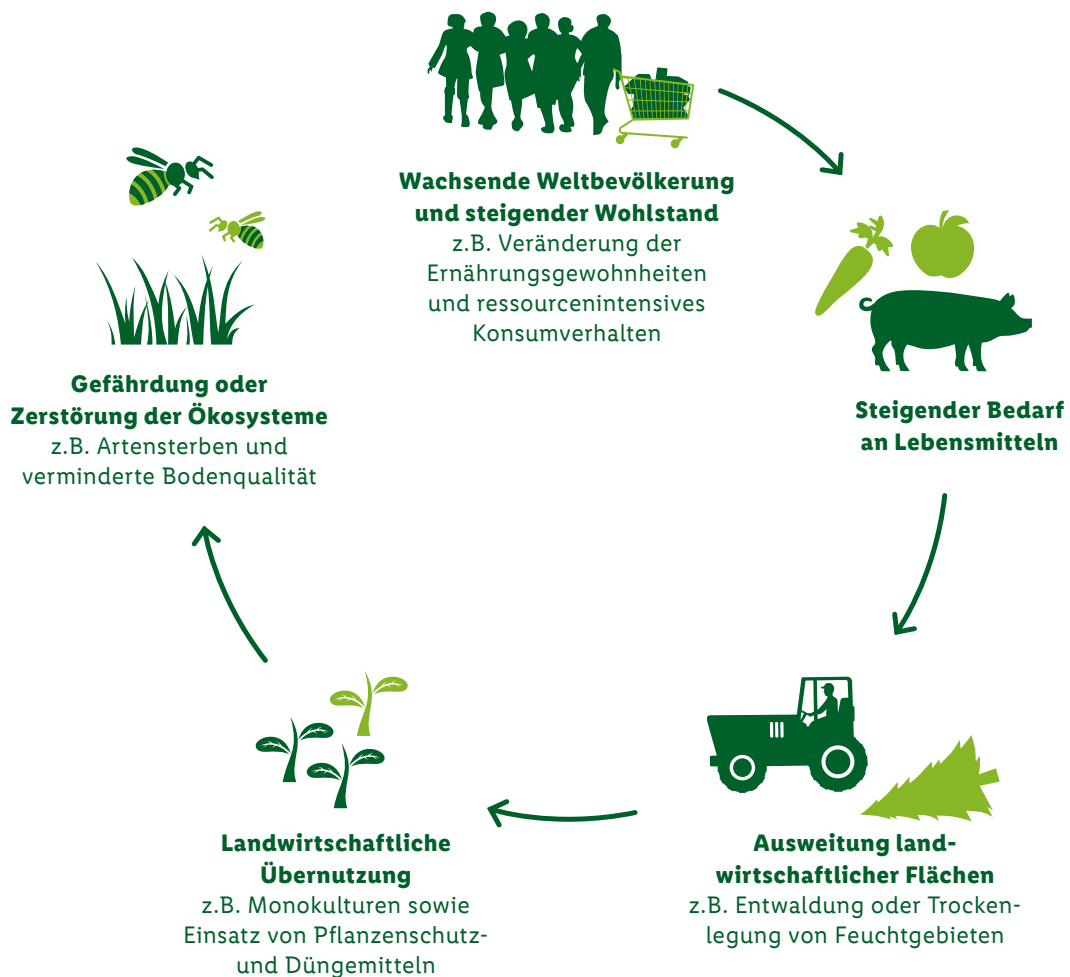 Wachsende Weltbevölkerung
und steigender Wohlstand
z.B. Veränderung der
Ernährungsgewohnheiten
und ressourcenintensives
Konsumverhalten
Steigender Bedarf
an Lebensmitteln
Ausweitung land-
wirtschaftlicher Flächen
z.B. Entwaldung oder Trocken-
legung von Feuchtgebieten
Landwirtschaftliche
Übernutzung
z.B. Monokulturen sowie
Einsatz von Pflanzenschutz-
und Düngemitteln
Gefährdung oder
Zerstörung der Ökosysteme
z.B. Artensterben und
verminderte Bodenqualität